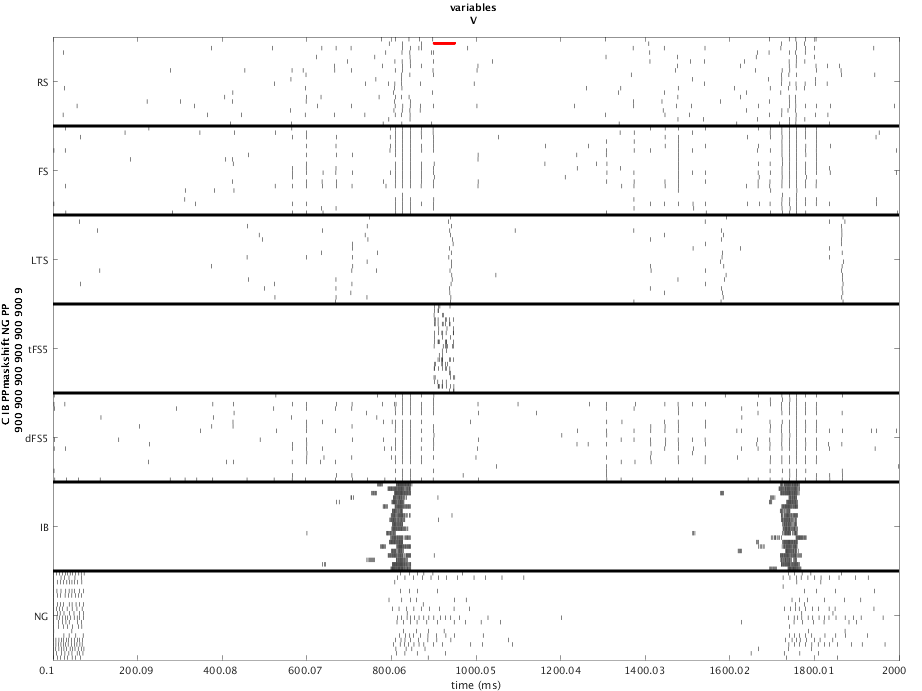 variables
V
C IB PPmaskshift NG PP
900 900 900 900 900 900 9
RS
FS
LTS
tFS5
dFS5
IB
NG
0.1 200.09 400.08 600.07 800.06 1000.05 1200.04 1400.03 1600.02 1800.01 2000
time (ms)